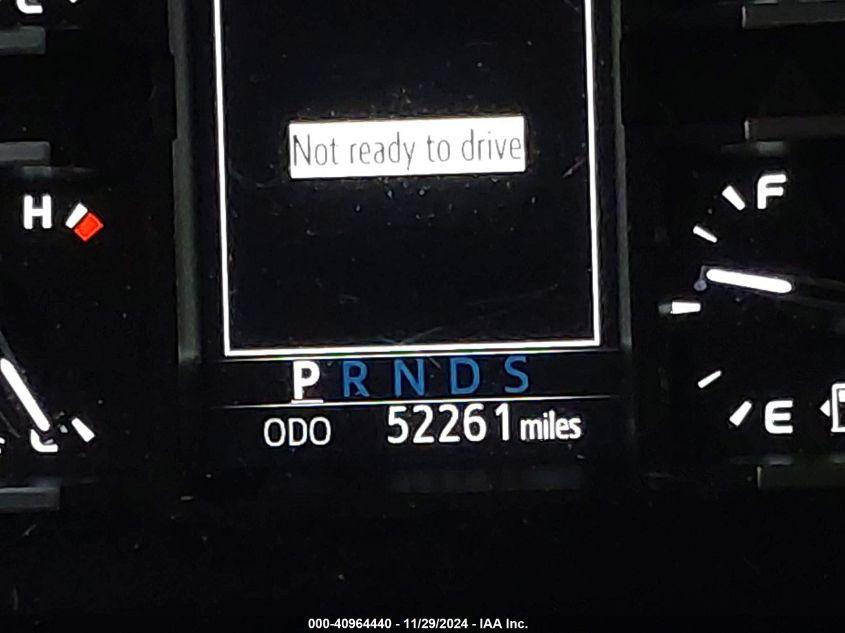 Not ready to drive
H
F
P R N D S
E
ODO 52261 miles
000-40964440 - 11/29/2024 - IAA Inc.